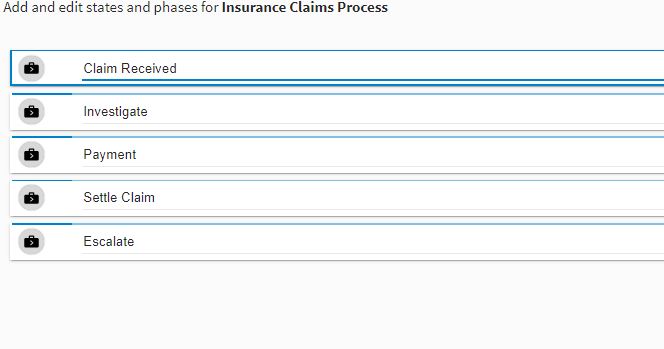 Add and edit states and phases for Insurance Claims Process
Claim Received
Investigate
Payment
Settle Claim
Escalate